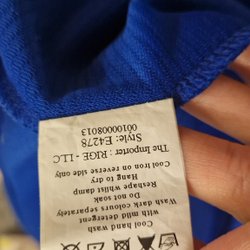 Cool hand wash
with mild detergent
Wash dark colours separately
Do not soak
Reshape whilst damp
Hang to dry
Cool iron on reverse side only
The Importer : RIGE - LLC
Style: E4278
00100008013